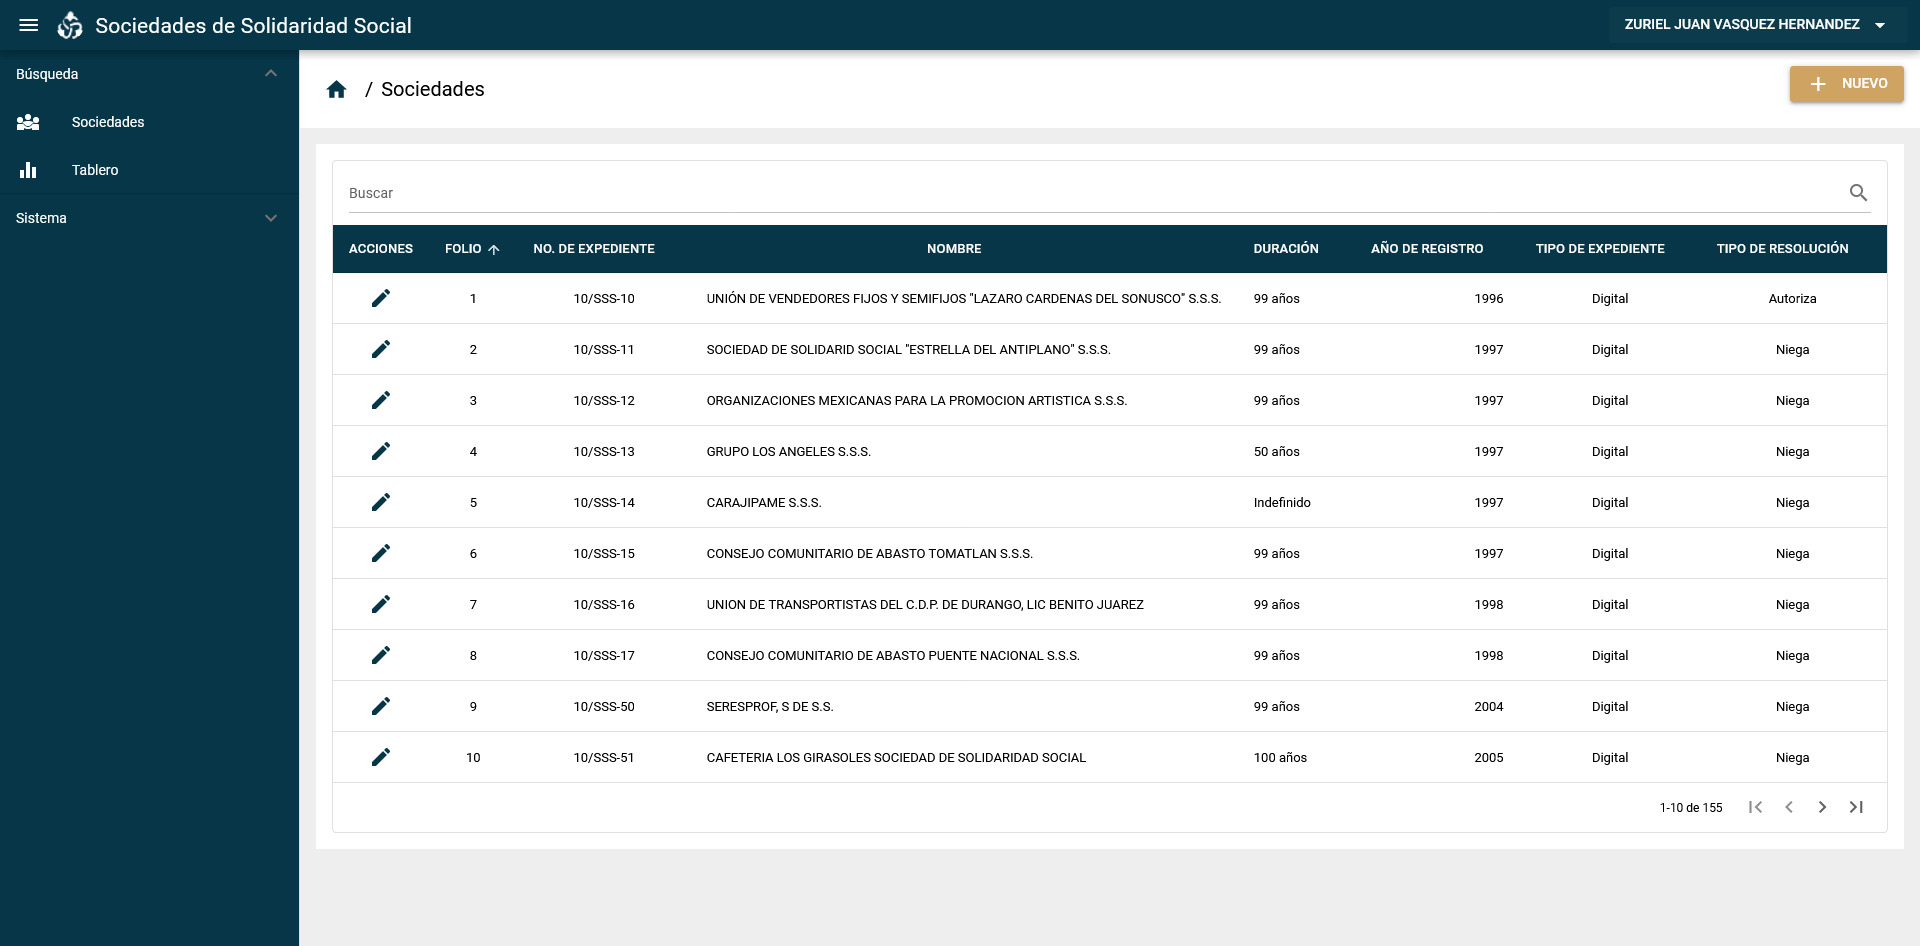 Sociedades de Solidaridad Social
ZURIEL JUAN VASQUEZ HERNANDEZ
Búsqueda
Sociedades
Tablero
Sistema
/ Sociedades
NUEVO
Buscar
ACCIONES FOLIO NO. DE EXPEDIENTE NOMBRE DURACIÓN AÑO DE REGISTRO TIPO DE EXPEDIENTE TIPO DE RESOLUCIÓN
1 10/SSS-10 UNIÓN DE VENDEDORES FIJOS Y SEMIFIJOS "LAZARO CARDENAS DEL SONUSCO" S.S.S. 99 años 1996 Digital Autoriza
2 10/SSS-11 SOCIEDAD DE SOLIDARID SOCIAL "ESTRELLA DEL ANTIPLANO" S.S.S. 99 años 1997 Digital Niega
3 10/SSS-12 ORGANIZACIONES MEXICANAS PARA LA PROMOCION ARTISTICA S.S.S. 99 años 1997 Digital Niega
4 10/SSS-13 GRUPO LOS ANGELES S.S.S. 50 años 1997 Digital Niega
5 10/SSS-14 CARAJIPAME S.S.S. Indefinido 1997 Digital Niega
6 10/SSS-15 CONSEJO COMUNITARIO DE ABASTO TOMATLAN S.S.S. 99 años 1997 Digital Niega
7 10/SSS-16 UNION DE TRANSPORTISTAS DEL C.D.P. DE DURANGO, LIC BENITO JUAREZ 99 años 1998 Digital Niega
8 10/SSS-17 CONSEJO COMUNITARIO DE ABASTO PUENTE NACIONAL S.S.S. 99 años 1998 Digital Niega
9 10/SSS-50 SERESPROF, S DE S.S. 99 años 2004 Digital Niega
10 10/SSS-51 CAFETERIA LOS GIRASOLES SOCIEDAD DE SOLIDARIDAD SOCIAL 100 años 2005 Digital Niega
1-10 de 155